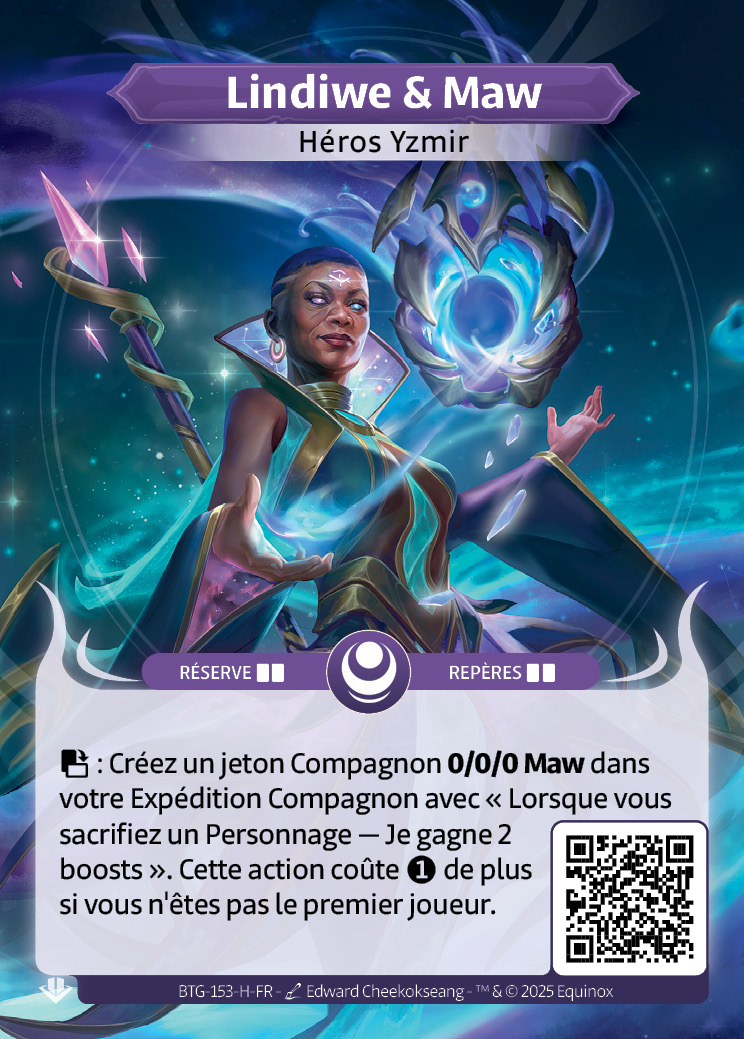 Lindiwe & Maw
Héros Yzmir
RÉSERVE
REPÈRES
: Créez un jeton Compagnon 0/0/0 Maw dans
votre Expédition Compagnon avec « Lorsque vous
sacrifiez un Personnage — Je gagne 2
boosts ». Cette action coûte 1 de plus
si vous n'êtes pas le premier joueur.
BTG-153-H-FR - Edward Cheekokseang - ™ & © 2025 Equinox